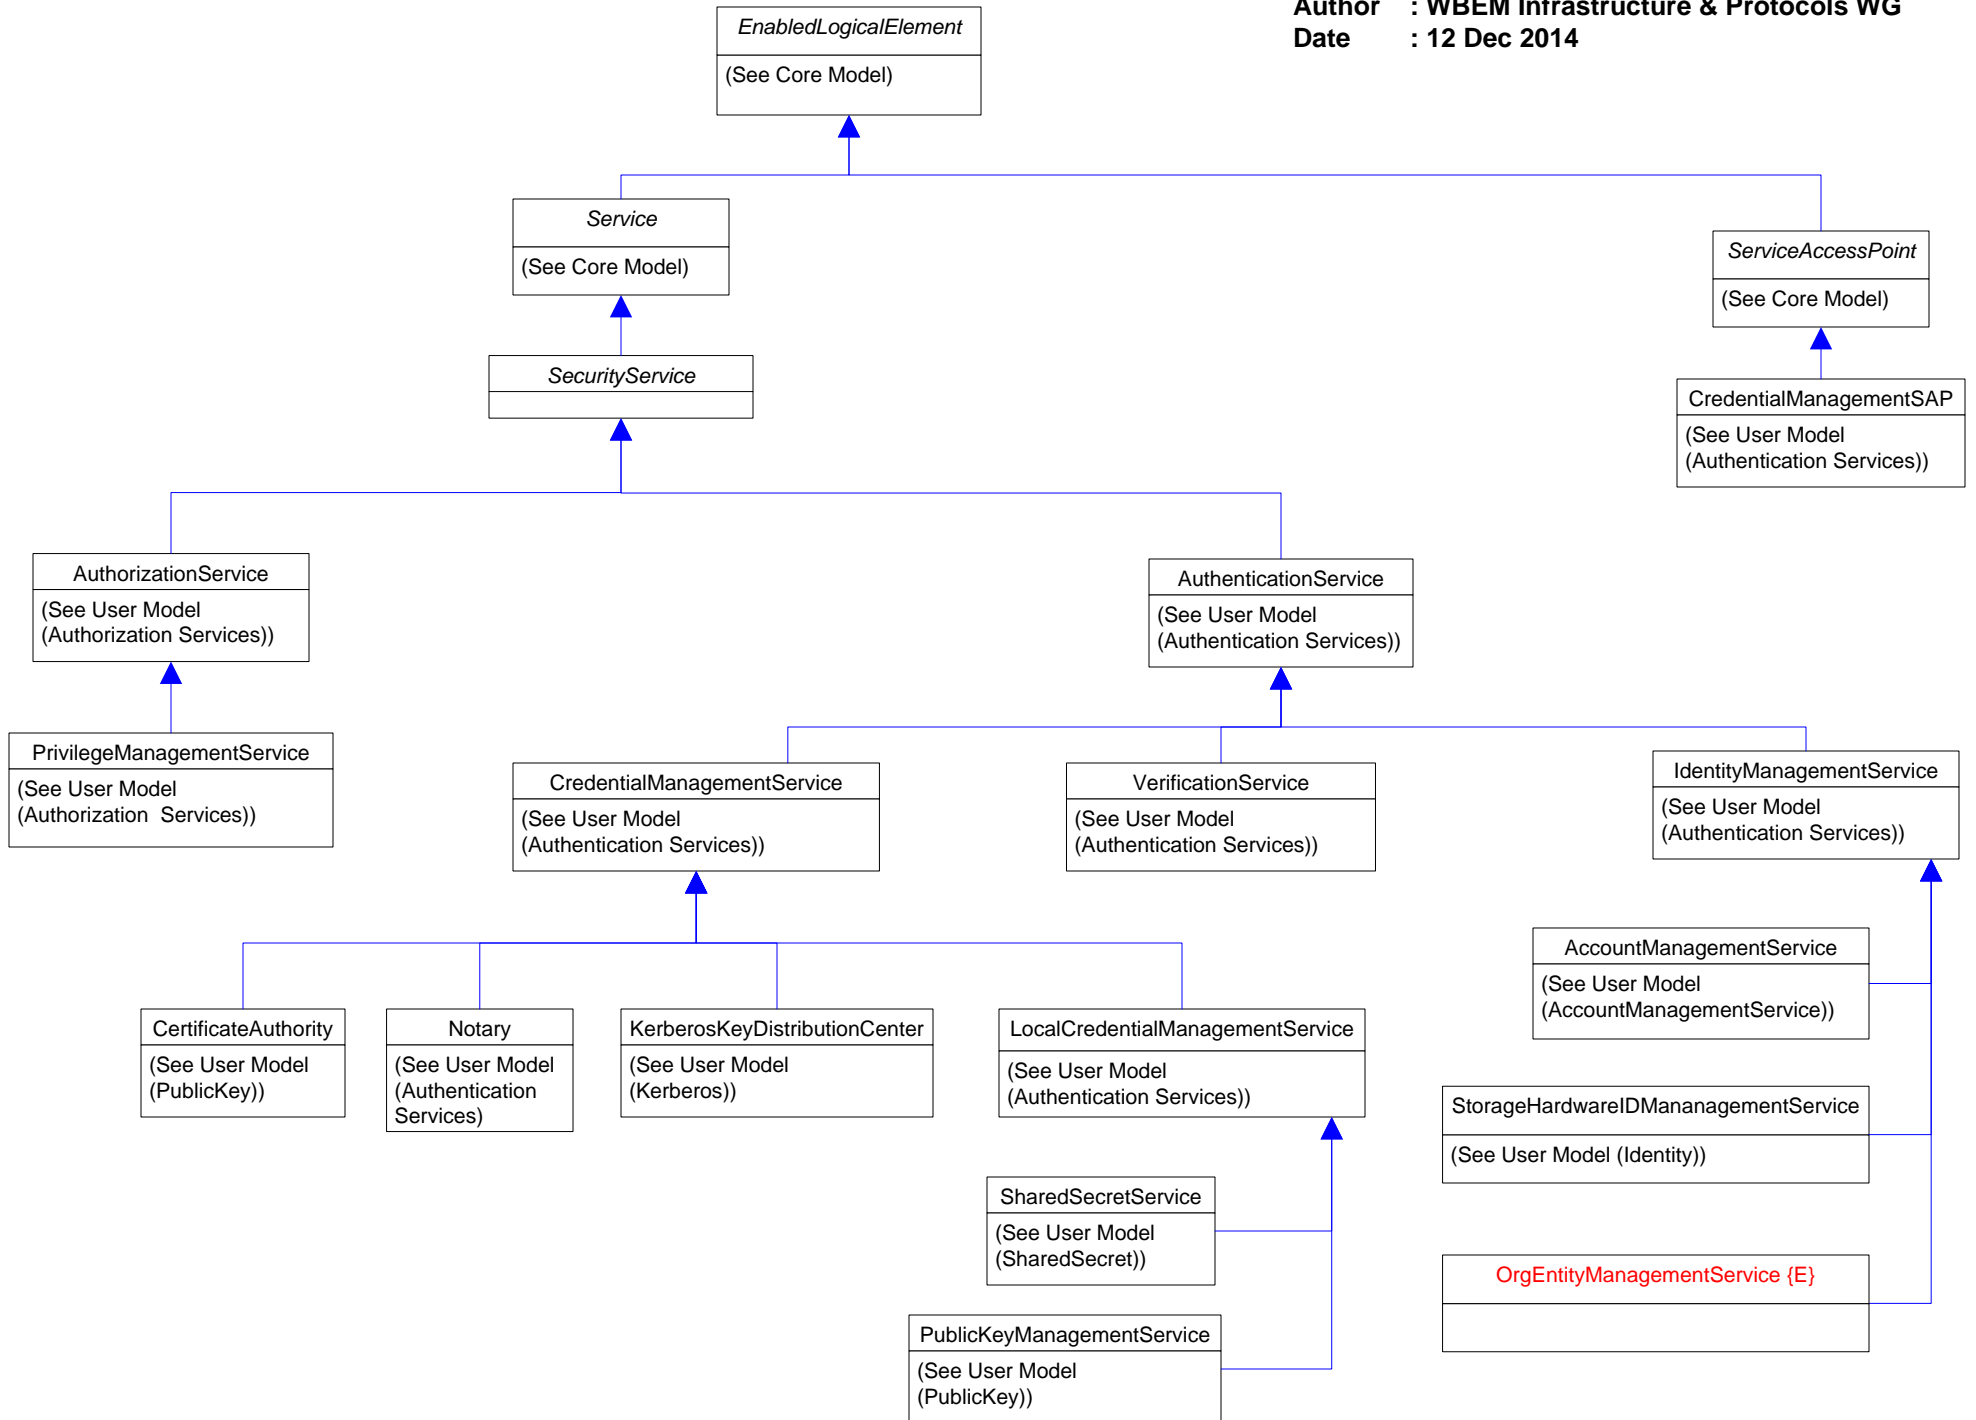 Author : WBEM Infrastructure & Protocols WG
Date : 12 Dec 2014
EnabledLogicalElement
(See Core Model)
Service
(See Core Model)
ServiceAccessPoint
(See Core Model)
SecurityService
CredentialManagementSAP
(See User Model
(Authentication Services))
AuthorizationService
(See User Model
(Authorization Services))
AuthenticationService
(See User Model
(Authentication Services))
PrivilegeManagementService
(See User Model
(Authorization Services))
CredentialManagementService
(See User Model
(Authentication Services))
VerificationService
(See User Model
(Authentication Services))
IdentityManagementService
(See User Model
(Authentication Services))
AccountManagementService
(See User Model
(AccountManagementService))
CertificateAuthority
(See User Model
(PublicKey))
Notary
(See User Model
(Authentication
Services)
KerberosKeyDistributionCenter
(See User Model
(Kerberos))
LocalCredentialManagementService
(See User Model
(Authentication Services))
StorageHardwareIDMananagementService
(See User Model (Identity))
SharedSecretService
(See User Model
(SharedSecret))
OrgEntityManagementService {E}
PublicKeyManagementService
(See User Model
(PublicKey))